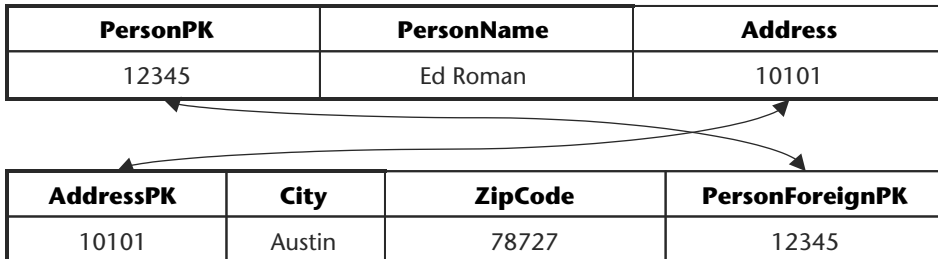 PersonPK PersonName Address
12345 Ed Roman 10101
AddressPK City ZipCode PersonForeignPK
10101 Austin 78727 12345